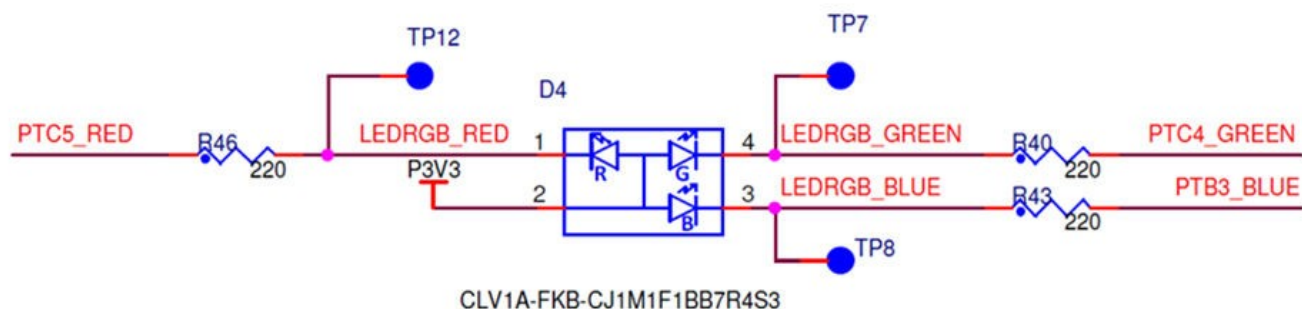 TP12
TP7
D4
PTC5_RED
R46
220
LEDRGB_RED
1
R
G
4
LEDRGB_GREEN
R40
220
PTC4_GREEN
P3V3
2
B
3
LEDRGB_BLUE
R43
220
PTB3_BLUE
TP8
CLV1A-FKB-CJ1M1F1BB7R4S3